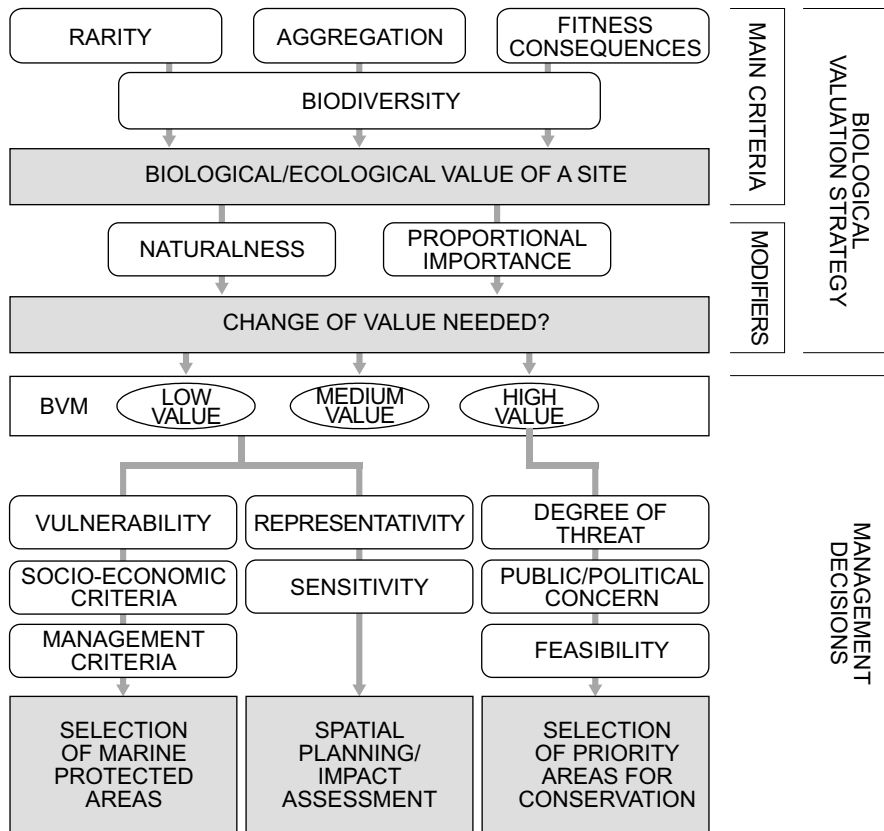 RARITY
AGGREGATION
FITNESS
CONSEQUENCES
BIODIVERSITY
BIOLOGICAL/ECOLOGICAL VALUE OF A SITE
NATURALNESS
PROPORTIONAL
IMPORTANCE
CHANGE OF VALUE NEEDED?
BVM
LOW
VALUE
MEDIUM
VALUE
HIGH
VALUE
VULNERABILITY
REPRESENTATIVITY
DEGREE OF
THREAT
SOCIO-ECONOMIC
CRITERIA
SENSITIVITY
PUBLIC/POLITICAL
CONCERN
MANAGEMENT
CRITERIA
FEASIBILITY
SELECTION
OF MARINE
PROTECTED
AREAS
SPATIAL
PLANNING/
IMPACT
ASSESSMENT
SELECTION
OF PRIORITY
AREAS FOR
CONSERVATION
MAIN CRITERIA
MODIFIERS
BIOLOGICAL
VALUATION STRATEGY
MANAGEMENT
DECISIONS